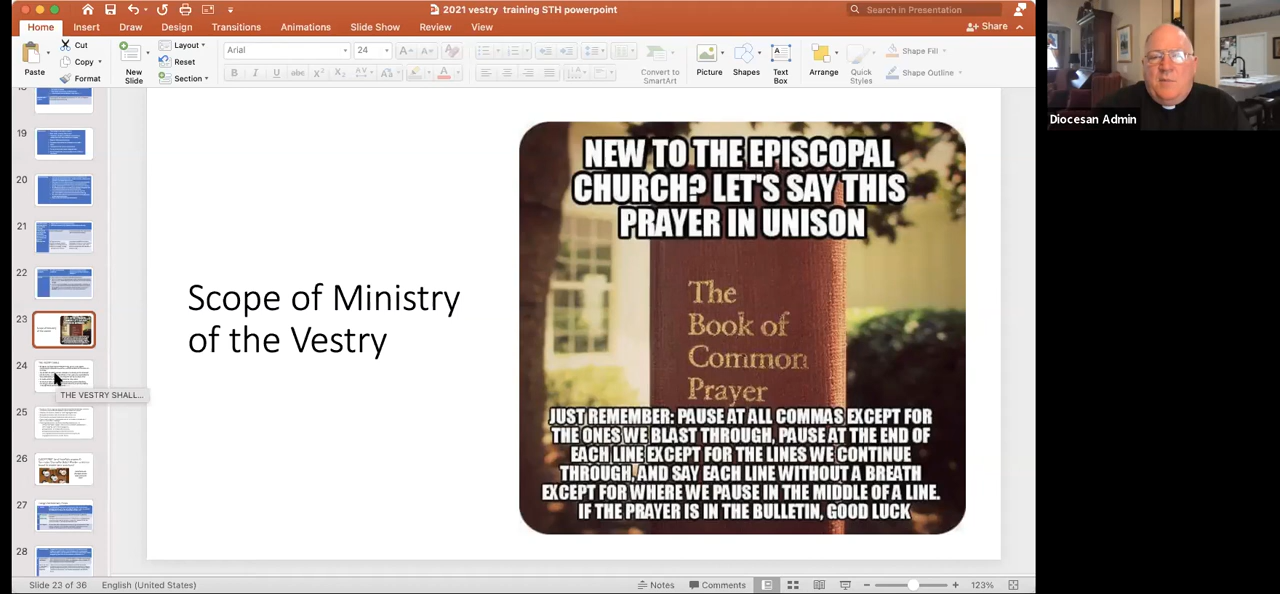 2021 vestry training STH powerpoint
Search in Presentation
Home Insert Draw Design Transitions Animations Slide Show Review View
Share
Paste
Cut
Copy
Format
New Slide
Layout
Reset
Section
Arial
24
Convert to SmartArt
Picture
Shapes
Text Box
Arrange
Quick Styles
Shape Fill
Shape Outline
19
20
21
22
23
24
THE VESTRY SHALL...
25
26
27
28
Scope of Ministry
of the Vestry
NEW TO THE EPISCOPAL
CHURCH? LET'S SAY THIS
PRAYER IN UNISON
The
Book of
Common
Prayer
JUST REMEMBER: PAUSE AT ALL COMMAS EXCEPT FOR
THE ONES WE BLAST THROUGH, PAUSE AT THE END OF
EACH LINE EXCEPT FOR THE LINES WE CONTINUE
THROUGH, AND SAY EACH LINE WITHOUT A BREATH
EXCEPT FOR WHERE WE PAUSE IN THE MIDDLE OF A LINE.
IF THE PRAYER IS IN THE BULLETIN, GOOD LUCK
Diocesan Admin
Slide 23 of 36 English (United States)
Notes Comments 123%